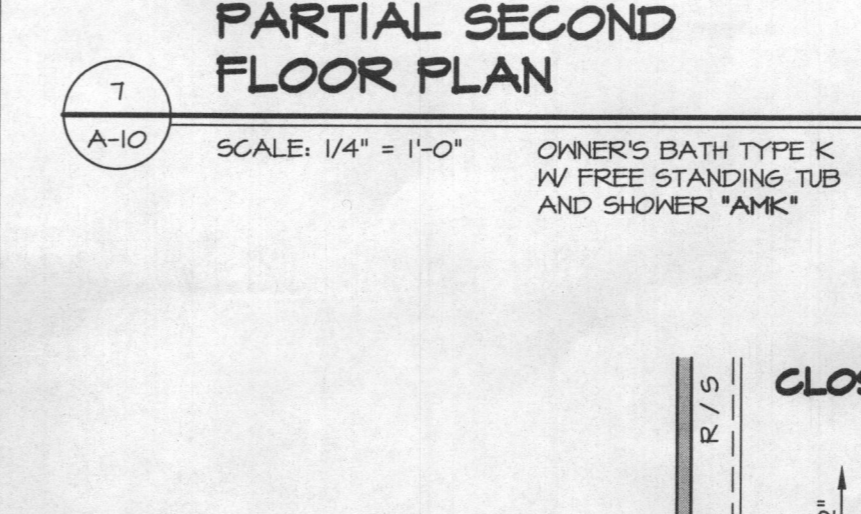 PARTIAL SECOND
FLOOR PLAN
7
A-10
SCALE: 1/4" = 1'-0"
OWNER'S BATH TYPE K
W/ FREE STANDING TUB
AND SHOWER "AMK"
R / S